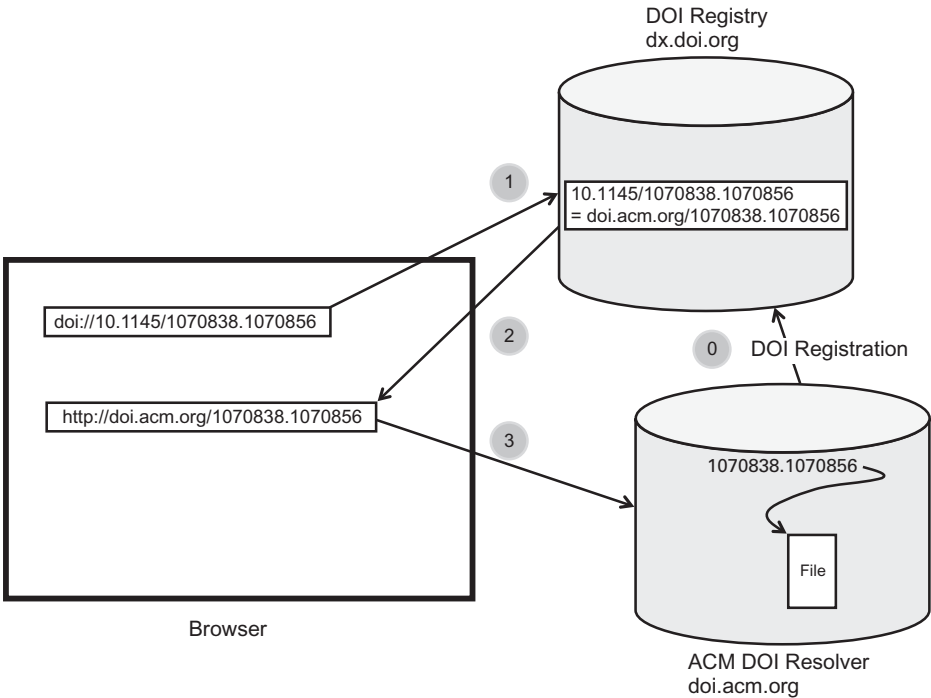 DOI Registry
dx.doi.org
1
10.1145/1070838.1070856
= doi.acm.org/1070838.1070856
doi://10.1145/1070838.1070856
2
0
DOI Registration
http://doi.acm.org/1070838.1070856
3
1070838.1070856
File
Browser
ACM DOI Resolver
doi.acm.org